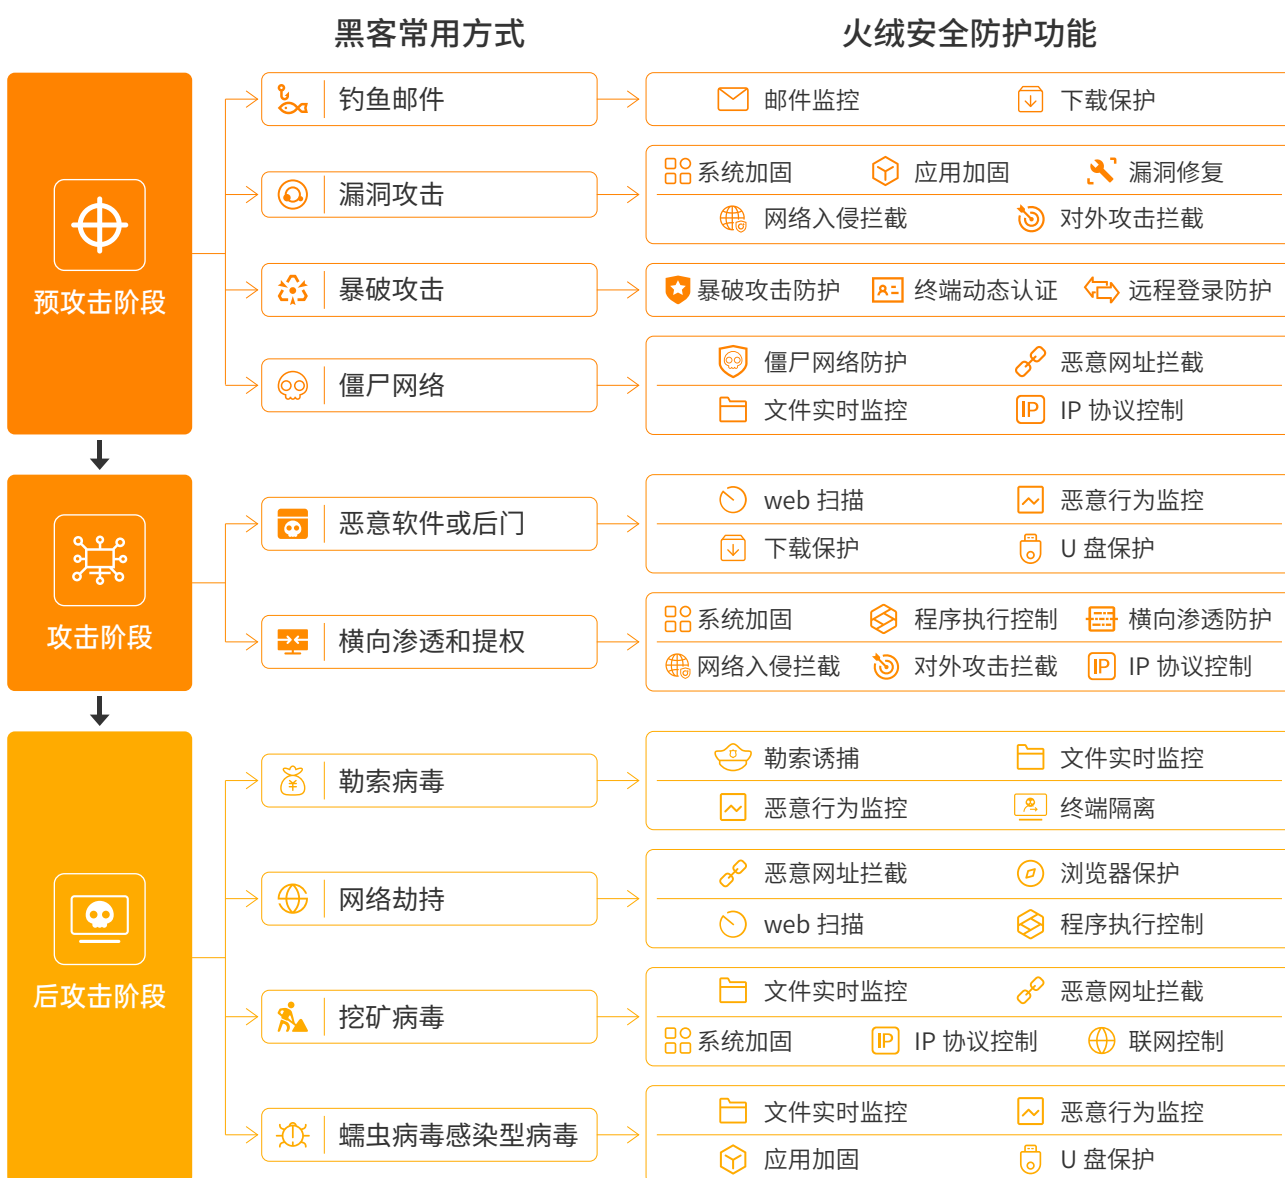 黑客常用方式 火绒安全防护功能
预攻击阶段
钓鱼邮件
邮件监控 下载保护
漏洞攻击
系统加固 应用加固 漏洞修复
网络入侵拦截 对外攻击拦截
暴破攻击
暴破攻击防护 终端动态认证 远程登录防护
僵尸网络
僵尸网络防护 恶意网址拦截
文件实时监控 IP IP 协议控制
攻击阶段
恶意软件或后门
web 扫描 恶意行为监控
下载保护 U 盘保护
横向渗透和提权
系统加固 程序执行控制 横向渗透防护
网络入侵拦截 对外攻击拦截 IP IP 协议控制
后攻击阶段
勒索病毒
勒索诱捕 文件实时监控
恶意行为监控 终端隔离
网络劫持
恶意网址拦截 浏览器保护
web 扫描 程序执行控制
挖矿病毒
文件实时监控 恶意网址拦截
系统加固 IP IP 协议控制 联网控制
蠕虫病毒感染型病毒
文件实时监控 恶意行为监控
应用加固 U 盘保护